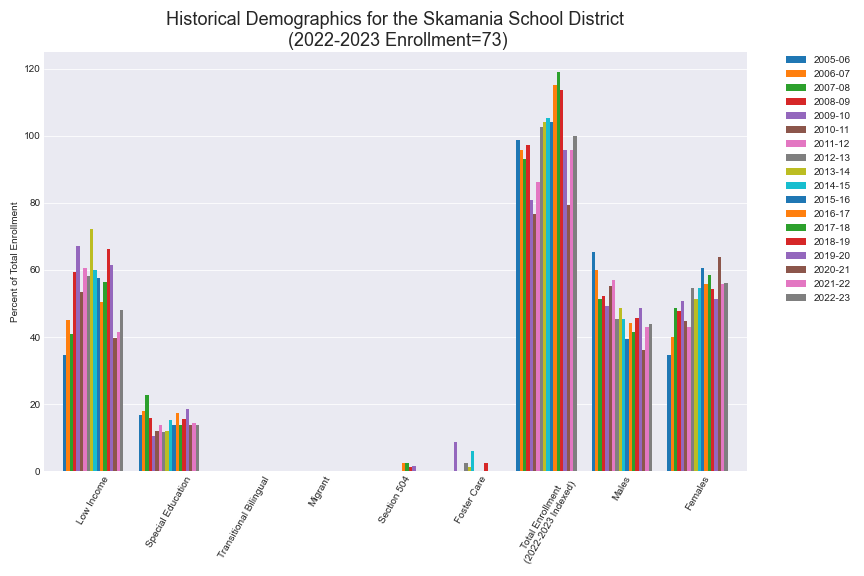 Historical Demographics for the Skamania School District
(2022-2023 Enrollment=73)
Percent of Total Enrollment
120
100
80
60
40
20
0
Low Income
Special Education
Transitional Bilingual
Migrant
Section 504
Foster Care
Total Enrollment
(2022-2023 Indexed)
Males
Females
2005-06
2006-07
2007-08
2008-09
2009-10
2010-11
2011-12
2012-13
2013-14
2014-15
2015-16
2016-17
2017-18
2018-19
2019-20
2020-21
2021-22
2022-23